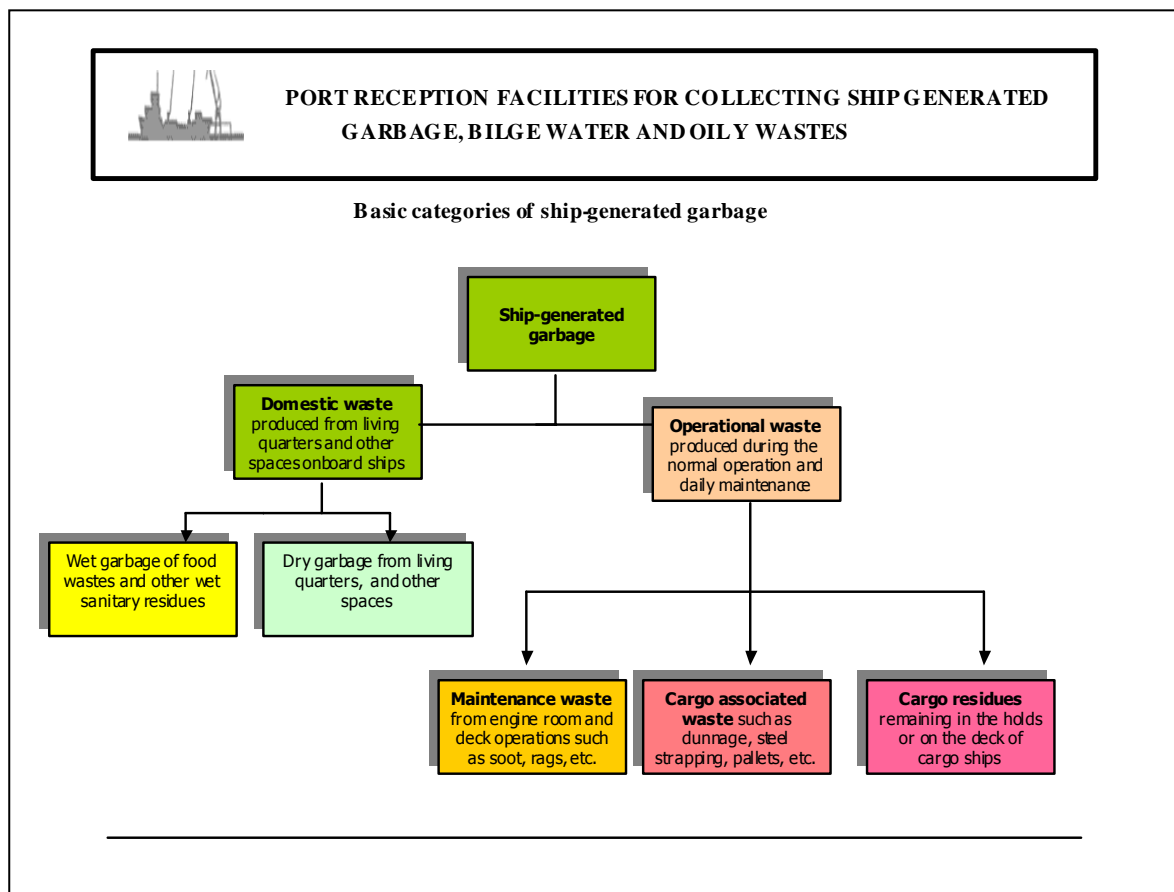 PORT RECEPTION FACILITIES FOR COLLECTING SHIP GENERATED
GARBAGE, BILGE WATER AND OILY WASTES
Basic categories of ship-generated garbage
Ship-generated
garbage
Domestic waste
produced from living
quarters and other
spaces onboard ships
Operational waste
produced during the
normal operation and
daily maintenance
Wet garbage of food
wastes and other wet
sanitary residues
Dry garbage from living
quarters, and other
spaces
Maintenance waste
from engine room and
deck operations such
as soot, rags, etc.
Cargo associated
waste such as
dunnage, steel
strapping, pallets, etc.
Cargo residues
remaining in the holds
or on the deck of
cargo ships